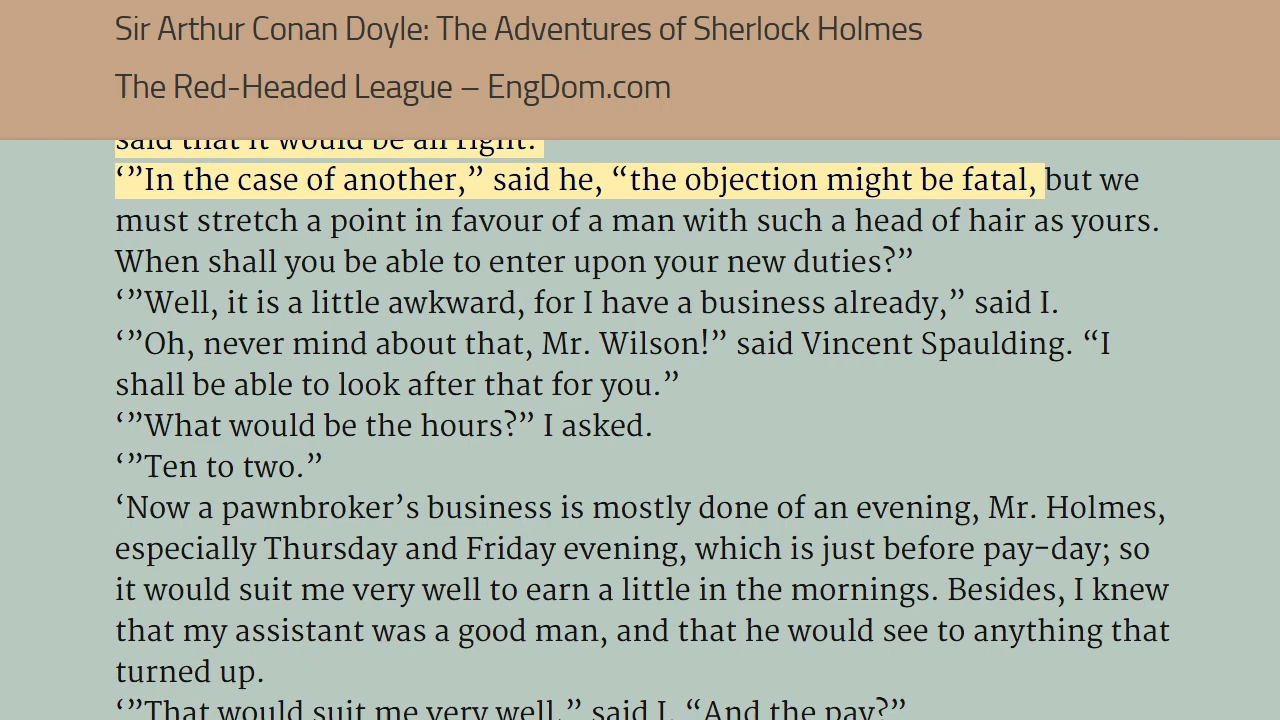 Sir Arthur Conan Doyle: The Adventures of Sherlock Holmes
The Red-Headed League – EngDom.com
said that it would be all right.
‘”In the case of another,” said he, “the objection might be fatal, but we
must stretch a point in favour of a man with such a head of hair as yours.
When shall you be able to enter upon your new duties?”
‘”Well, it is a little awkward, for I have a business already,” said I.
‘”Oh, never mind about that, Mr. Wilson!” said Vincent Spaulding. “I
shall be able to look after that for you.”
‘”What would be the hours?” I asked.
‘”Ten to two.”
‘Now a pawnbroker’s business is mostly done of an evening, Mr. Holmes,
especially Thursday and Friday evening, which is just before pay-day; so
it would suit me very well to earn a little in the mornings. Besides, I knew
that my assistant was a good man, and that he would see to anything that
turned up.
‘”That would suit me very well,” said I. “And the pay?”